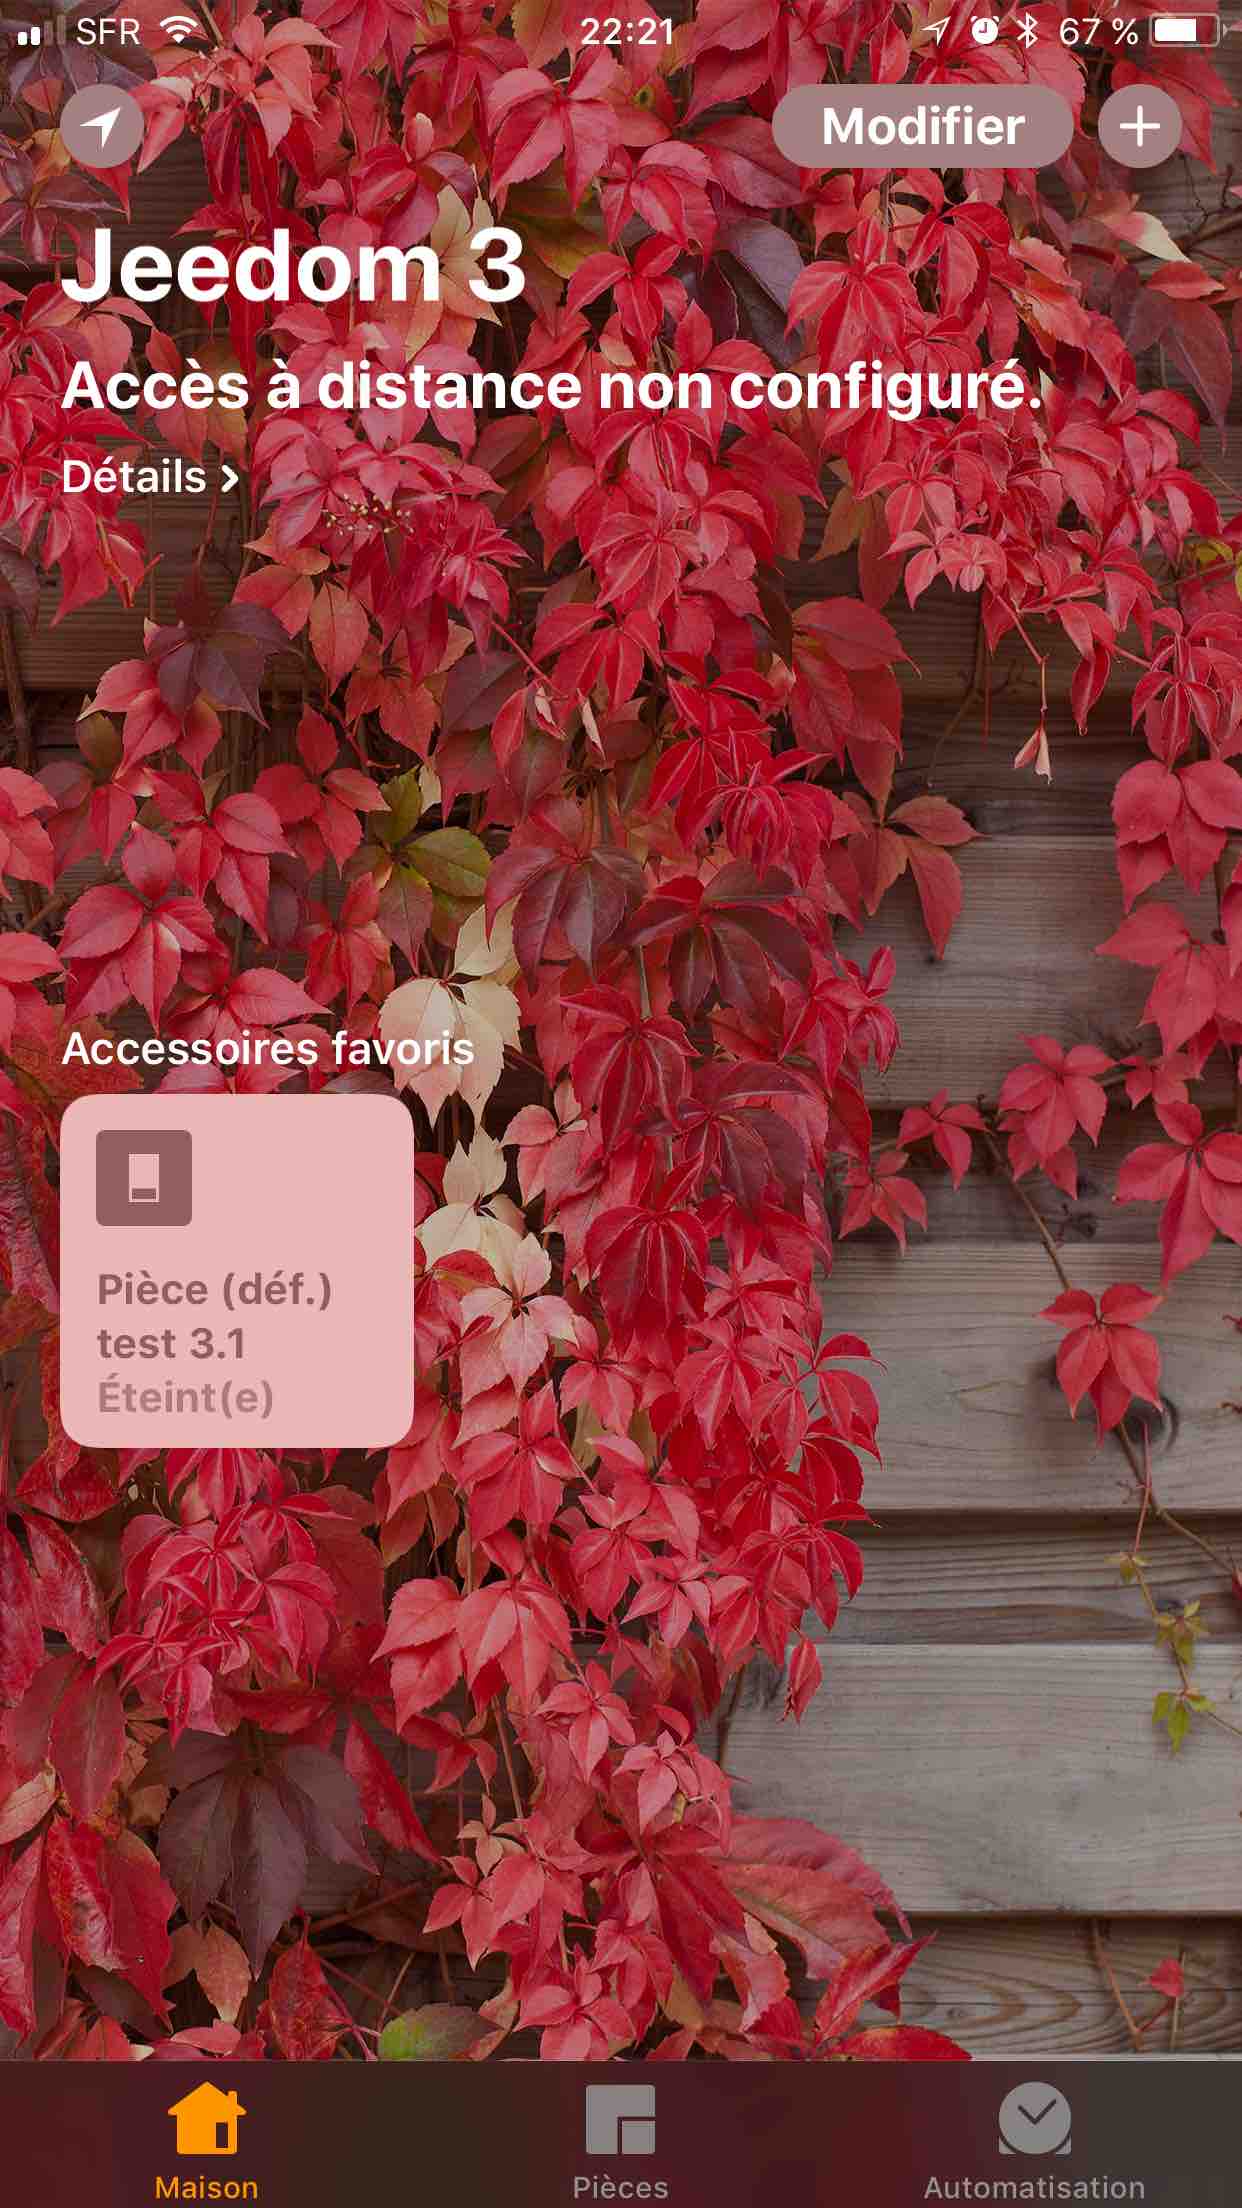 SFR 22:21 67 %
Modifier
Jeedom 3
Accès à distance non configuré.
Détails
Accessoires favoris
Pièce (déf.)
test 3.1
Éteint(e)
Maison Pièces Automatisation